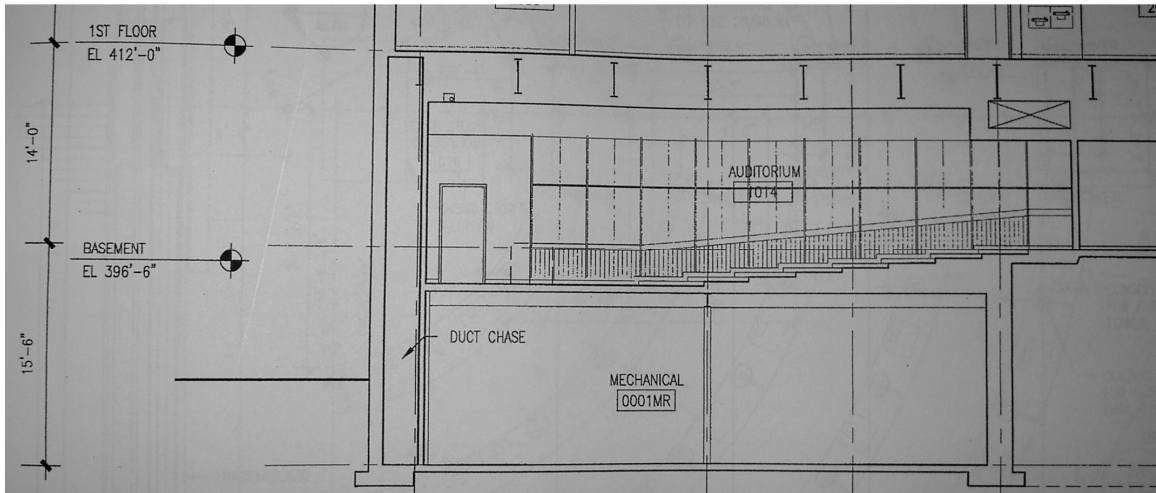 1ST FLOOR
EL 412'-0"
14'-0"
AUDITORIUM
1014
BASEMENT
EL 396'-6"
15'-6"
DUCT CHASE
MECHANICAL
0001MR